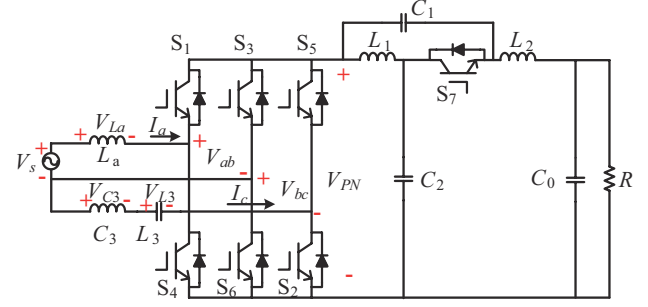 C1
S1 S3 S5 L1 L2
+ S7
+ VLa - Ia +
Vs La Vab - VPN C2 C0 R
- VC3 VL3 Ic + Vbc
+ - + - -
C3 L3
S4 S6 S2 -